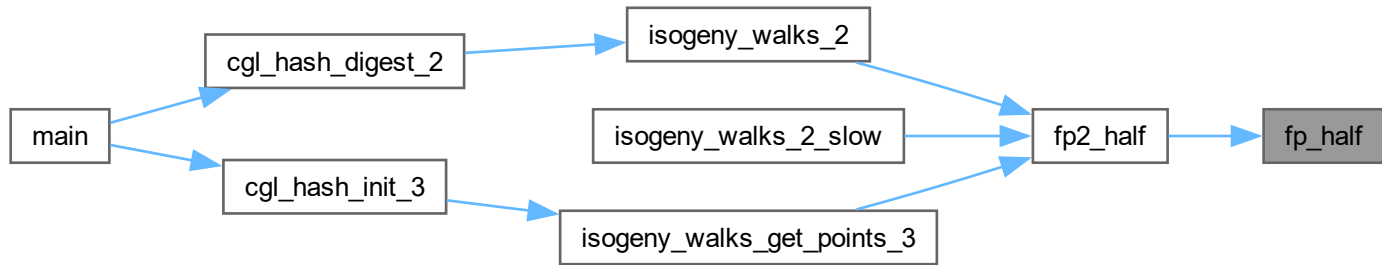 main
cgl_hash_digest_2
cgl_hash_init_3
isogeny_walks_2
isogeny_walks_2_slow
isogeny_walks_get_points_3
fp2_half
fp_half